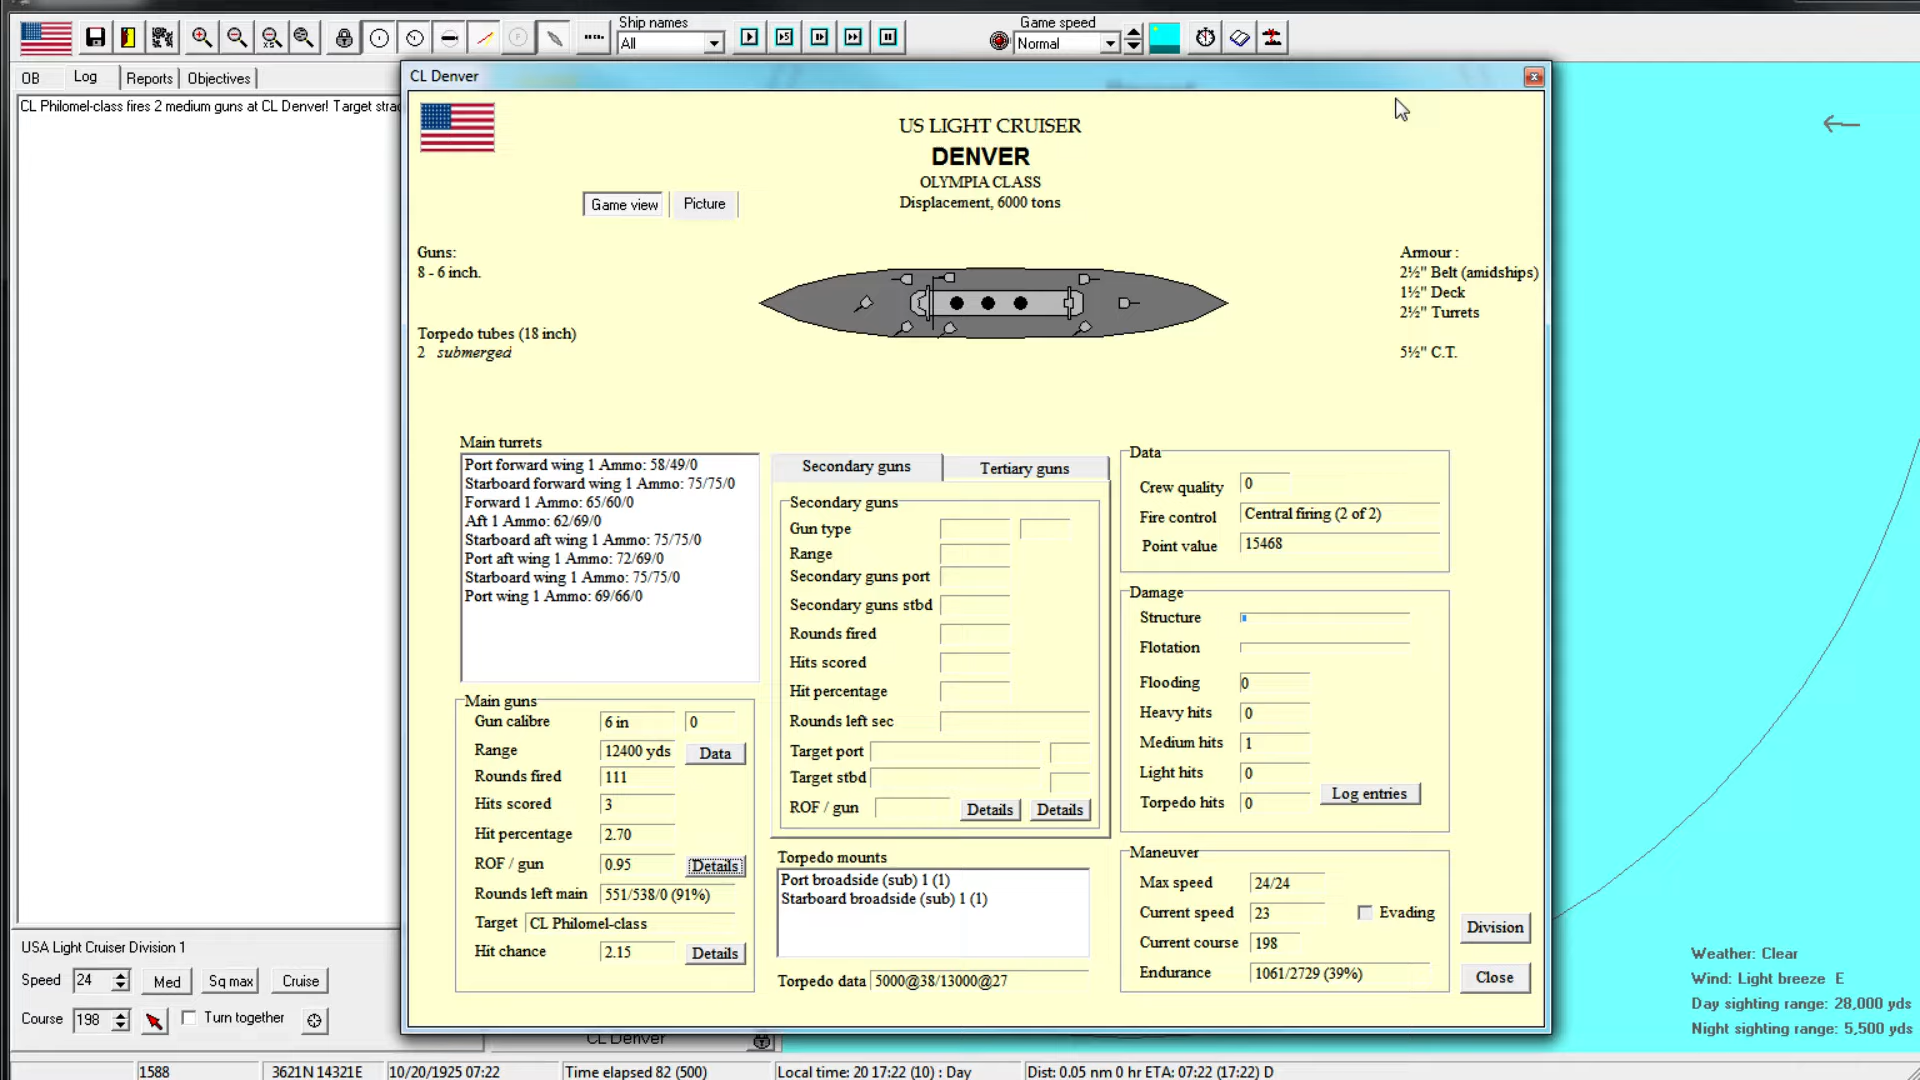 Ship names
All
Game speed
Normal
OB
Log
Reports
Objectives
CL Philomel-class fires 2 medium guns at CL Denver! Target strad
CL Denver
US LIGHT CRUISER
DENVER
OLYMPIA CLASS
Displacement, 6000 tons
Game view
Picture
Guns:
8 - 6 inch.
Torpedo tubes (18 inch)
2 submerged
Armour :
2½" Belt (amidships)
1½" Deck
2½" Turrets
5½" C.T.
Main turrets
Port forward wing 1 Ammo: 58/49/0
Starboard forward wing 1 Ammo: 75/75/0
Forward 1 Ammo: 65/60/0
Aft 1 Ammo: 62/69/0
Starboard aft wing 1 Ammo: 75/75/0
Port aft wing 1 Ammo: 72/69/0
Starboard wing 1 Ammo: 75/75/0
Port wing 1 Ammo: 69/66/0
Main guns
Gun calibre 6 in 0
Range 12400 yds Data
Rounds fired 111
Hits scored 3
Hit percentage 2.70
ROF / gun 0.95 Details
Rounds left main 551/538/0 (91%)
Target CL Philomel-class
Hit chance 2.15 Details
Secondary guns
Tertiary guns
Secondary guns
Gun type
Range
Secondary guns port
Secondary guns stbd
Rounds fired
Hits scored
Hit percentage
Rounds left sec
Target port
Target stbd
ROF / gun Details Details
Torpedo mounts
Port broadside (sub) 1 (1)
Starboard broadside (sub) 1 (1)
Torpedo data 5000@38/13000@27
Data
Crew quality 0
Fire control Central firing (2 of 2)
Point value 15468
Damage
Structure
Flotation
Flooding 0
Heavy hits 0
Medium hits 1
Light hits 0
Torpedo hits 0 Log entries
Maneuver
Max speed 24/24
Current speed 23 Evading
Current course 198
Endurance 1061/2729 (39%)
Division
Close
USA Light Cruiser Division 1
Speed 24 Med Sq max Cruise
Course 198 Turn together
CL Denver
Weather: Clear
Wind: Light breeze E
Day sighting range: 28,000 yds
Night sighting range: 5,500 yds
1588
3621N 14321E
10/20/1925 07:22
Time elapsed 82 (500)
Local time: 20 17:22 (10) : Day
Dist: 0.05 nm 0 hr ETA: 07:22 (17:22) D